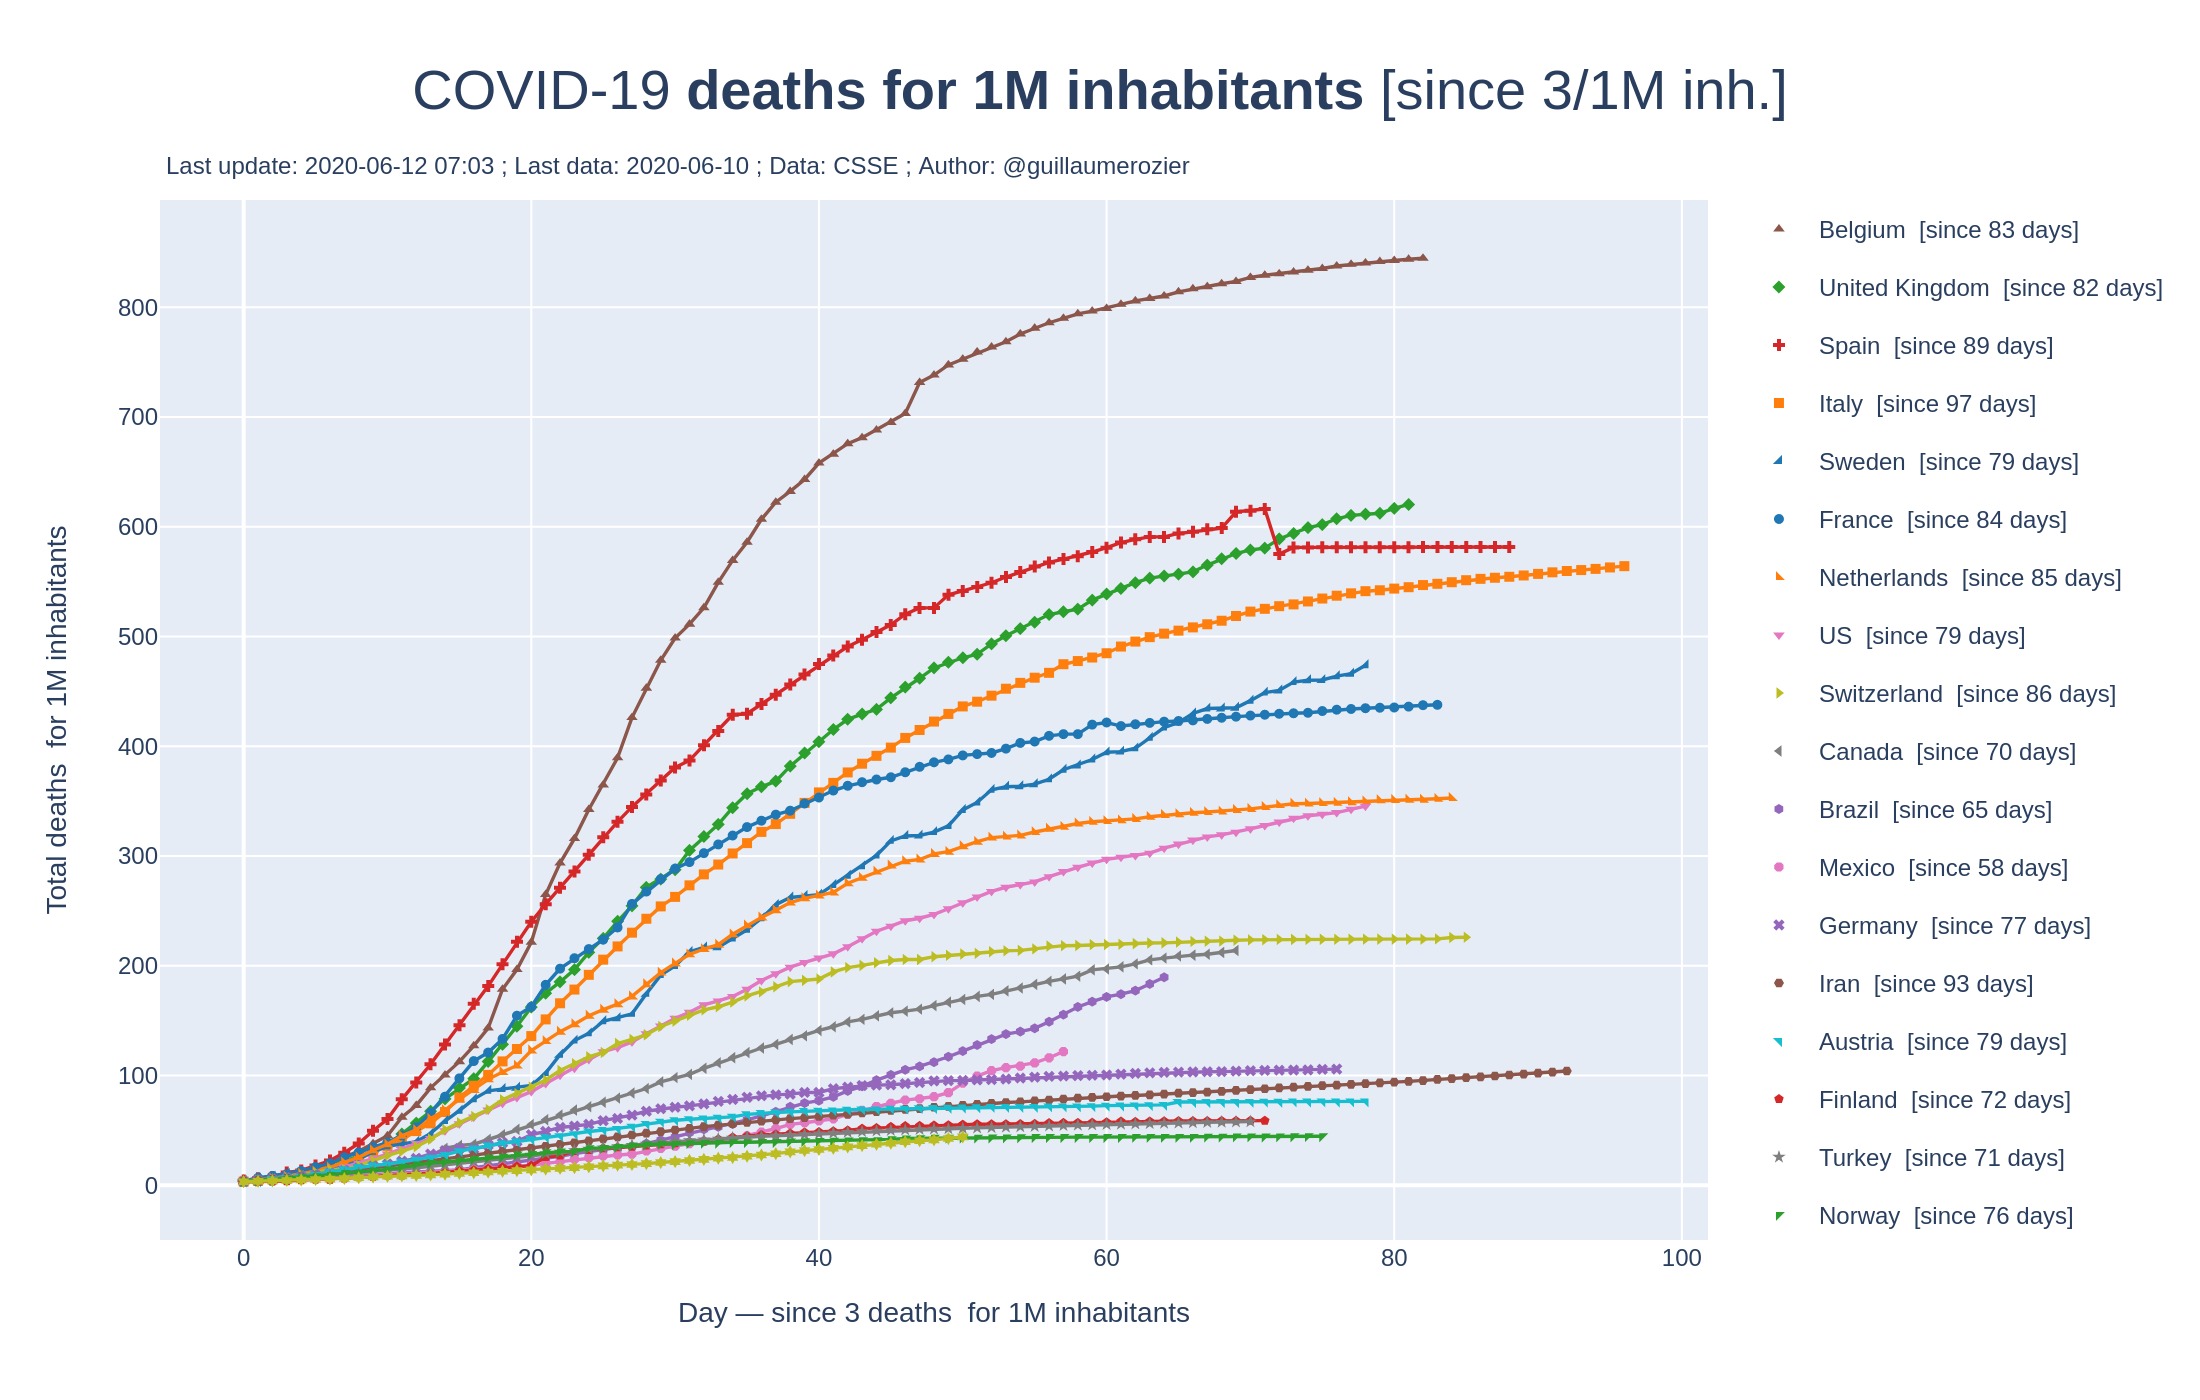 COVID-19 deaths for 1M inhabitants [since 3/1M inh.]
Last update: 2020-06-12 07:03 ; Last data: 2020-06-10 ; Data: CSSE ; Author: @guillaumerozier
Total deaths for 1M inhabitants
800
700
600
500
400
300
200
100
0
0 20 40 60 80 100
Day — since 3 deaths for 1M inhabitants
Belgium [since 83 days]
United Kingdom [since 82 days]
Spain [since 89 days]
Italy [since 97 days]
Sweden [since 79 days]
France [since 84 days]
Netherlands [since 85 days]
US [since 79 days]
Switzerland [since 86 days]
Canada [since 70 days]
Brazil [since 65 days]
Mexico [since 58 days]
Germany [since 77 days]
Iran [since 93 days]
Austria [since 79 days]
Finland [since 72 days]
Turkey [since 71 days]
Norway [since 76 days]